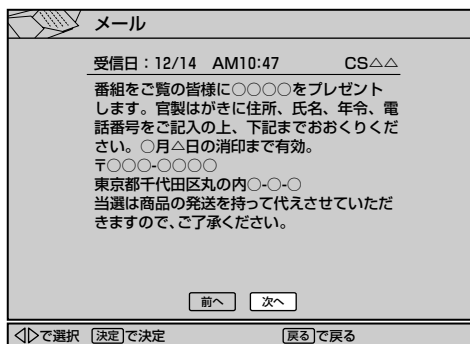 メール
受信日：12/14 AM10:47 CS△△
番組をご覧の皆様に○○○○をプレゼント
します。官製はがきに住所、氏名、年令、電
話番号をご記入の上、下記までおおくりくだ
さい。○月△日の消印まで有効。
〒○○○-○○○○
東京都千代田区丸の内○-○-○
当選は商品の発送を持って代えさせていただ
きますので、ご了承ください。
前へ 次へ
◁▷で選択 決定で決定 戻るで戻る